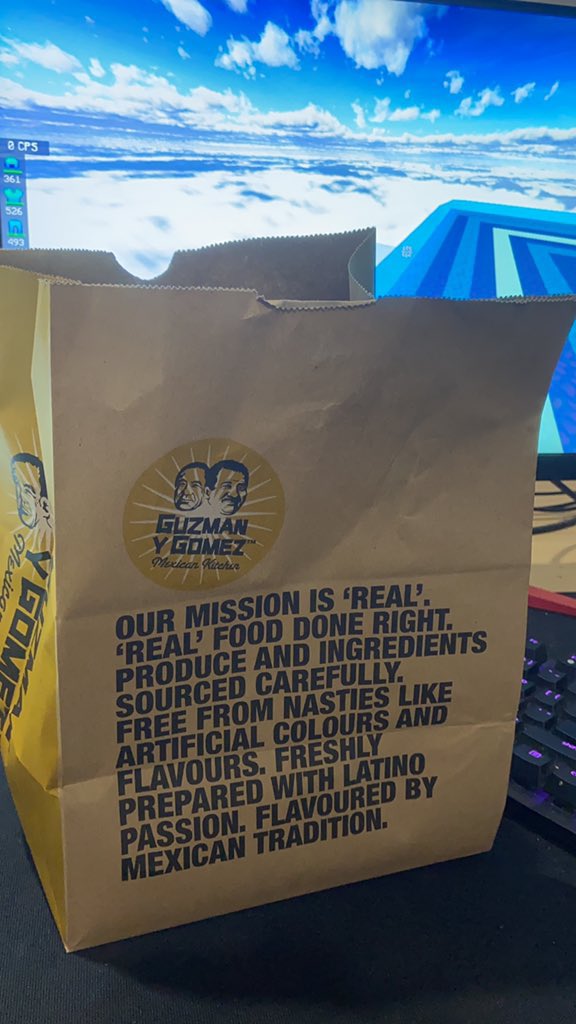 0 CPS
361
526
493
GUZMAN
Y GOMEZ™
Mexican Kitchen
OUR MISSION IS ‘REAL’.
‘REAL’ FOOD DONE RIGHT.
PRODUCE AND INGREDIENTS
SOURCED CAREFULLY.
FREE FROM NASTIES LIKE
ARTIFICIAL COLOURS AND
FLAVOURS. FRESHLY
PREPARED WITH LATINO
PASSION. FLAVOURED BY
MEXICAN TRADITION.
Y GOME